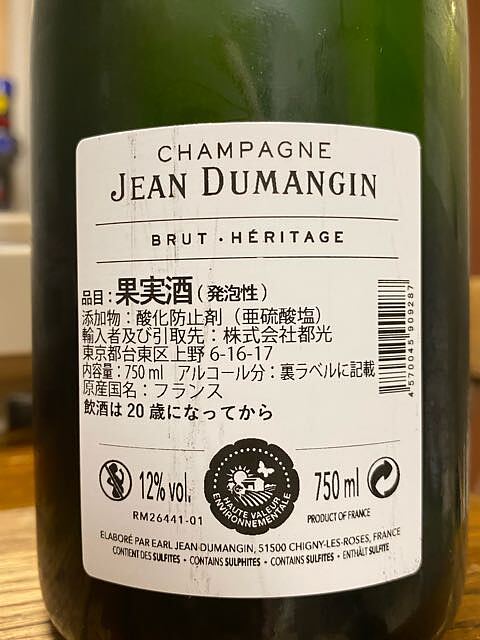 CHAMPAGNE
JEAN DUMANGIN
BRUT · HÉRITAGE
品目：果実酒（発泡性）
添加物：酸化防止剤（亜硫酸塩）
輸入者及び引取先：株式会社都光
東京都台東区上野 6-16-17
内容量：750 ml　アルコール分：裏ラベルに記載
原産国名：フランス
飲酒は 20 歳になってから
4 570045 909287
12% vol.
HAUTE VALEUR
ENVIRONNEMENTALE
750 ml
RM26441-01
PRODUCT OF FRANCE
ELABORÉ PAR EARL JEAN DUMANGIN, 51500 CHIGNY-LES-ROSES, FRANCE
CONTIENT DES SULFITES • CONTAINS SULPHITES • CONTAINS SULFITES • ENTHÄLT SULFITE